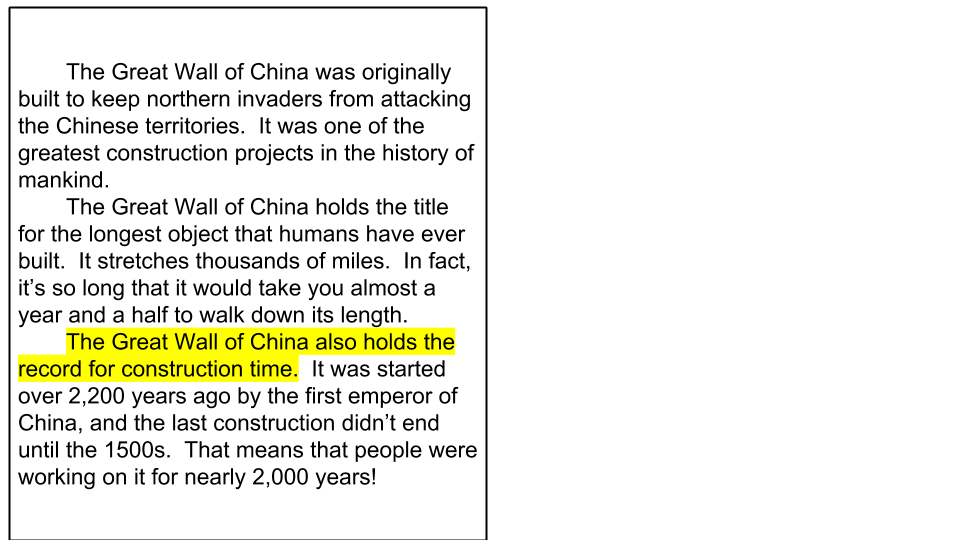 The Great Wall of China was originally
built to keep northern invaders from attacking
the Chinese territories.  It was one of the
greatest construction projects in the history of
mankind.
The Great Wall of China holds the title
for the longest object that humans have ever
built.  It stretches thousands of miles.  In fact,
it’s so long that it would take you almost a
year and a half to walk down its length.
The Great Wall of China also holds the
record for construction time.  It was started
over 2,200 years ago by the first emperor of
China, and the last construction didn’t end
until the 1500s.  That means that people were
working on it for nearly 2,000 years!